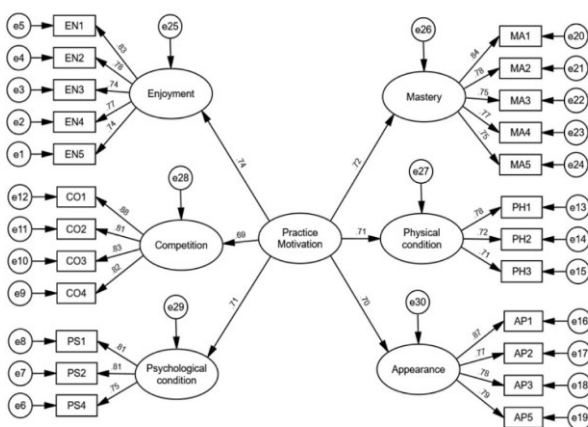 e5 EN1 .83 e25
e4 EN2 .78
e3 EN3 .74 Enjoyment
e2 EN4 .77
e1 EN5 .74
.74
e26 .84 MA1 e20
.78 MA2 e21
Mastery .75 MA3 e22
.77 MA4 e23
.75 MA5 e24
.72
e12 CO1 .88 e28
e11 CO2 .81
e10 CO3 .83 Competition
e9 CO4 .82
.69
Practice
Motivation
.71
e27 .78 PH1 e13
Physical
condition
.72 PH2 e14
.71 PH3 e15
.71
e29
e8 PS1 .81
e7 PS2 .81
e6 PS4 .75
Psychological
condition
.70
e30 .87 AP1 e16
.77 AP2 e17
Appearance .78 AP3 e18
.79 AP5 e19